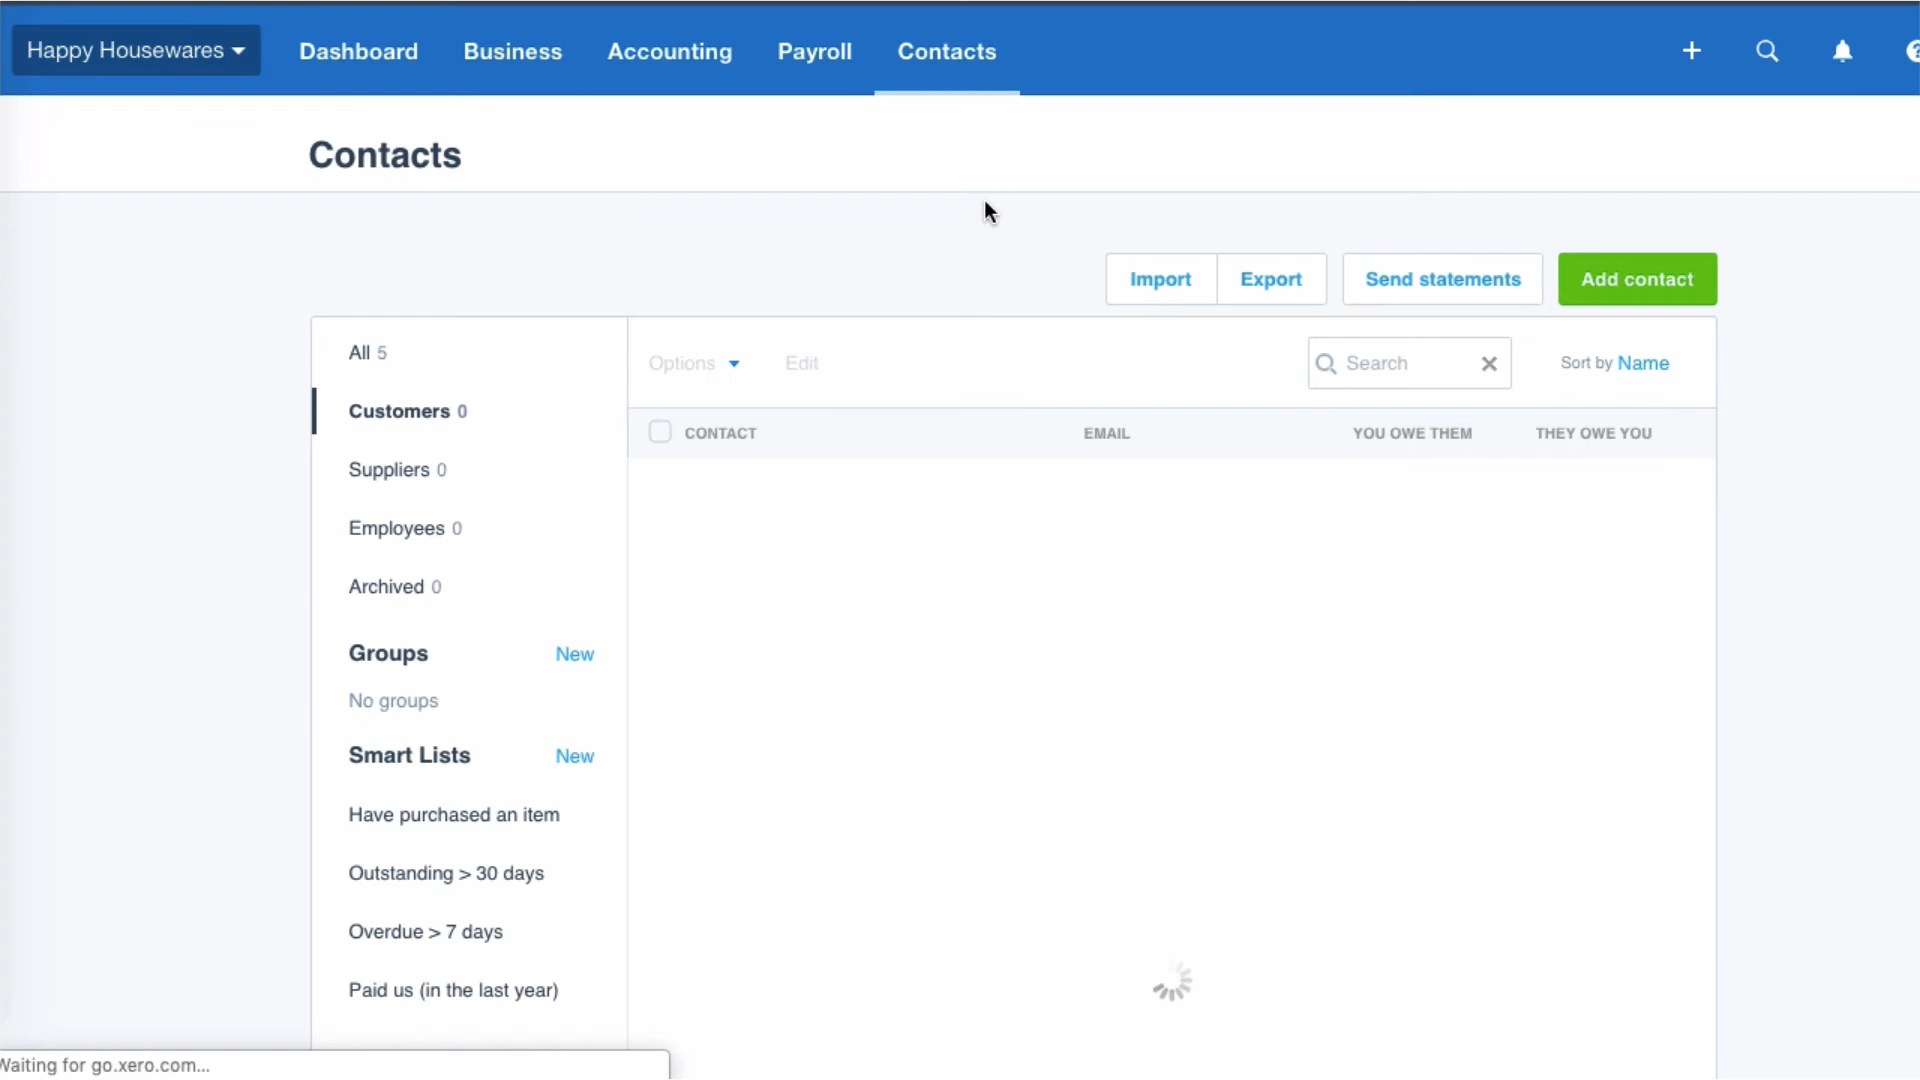 Happy Housewares
Dashboard
Business
Accounting
Payroll
Contacts
Contacts
Import
Export
Send statements
Add contact
All 5
Customers 0
Suppliers 0
Employees 0
Archived 0
Groups
New
No groups
Smart Lists
New
Have purchased an item
Outstanding > 30 days
Overdue > 7 days
Paid us (in the last year)
Options
Edit
Search
Sort by Name
CONTACT
EMAIL
YOU OWE THEM
THEY OWE YOU
Waiting for go.xero.com...